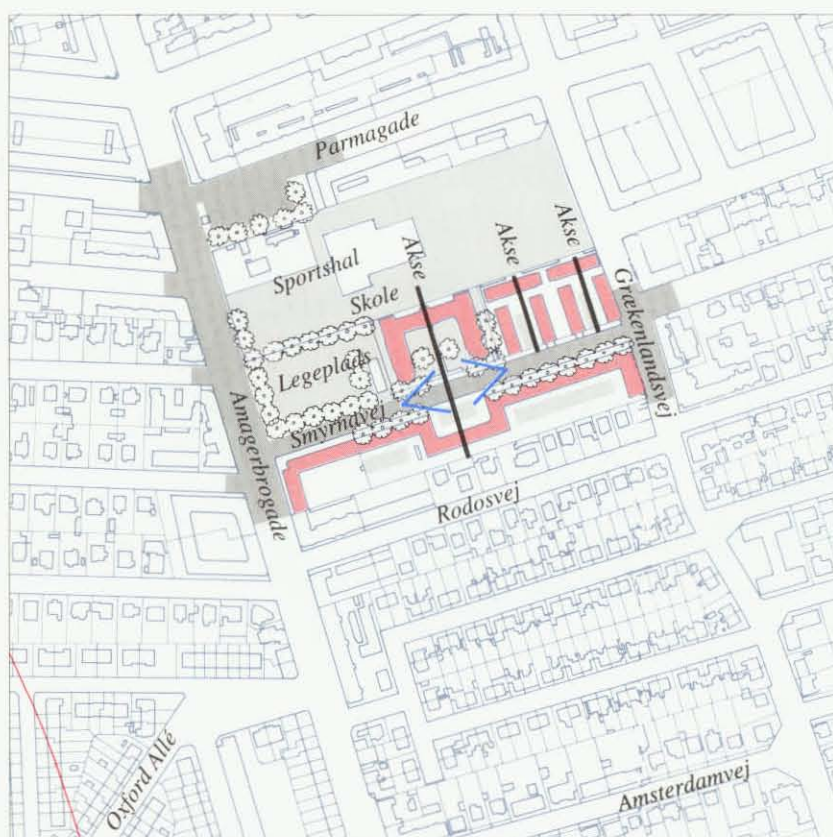 Parmagade
Sportshal
Akse
Akse
Akse
Skole
Grækenlandsvej
Legeplads
Smyrnavej
Amagerbrogade
Rodosvej
Oxford Allé
Amsterdamvej